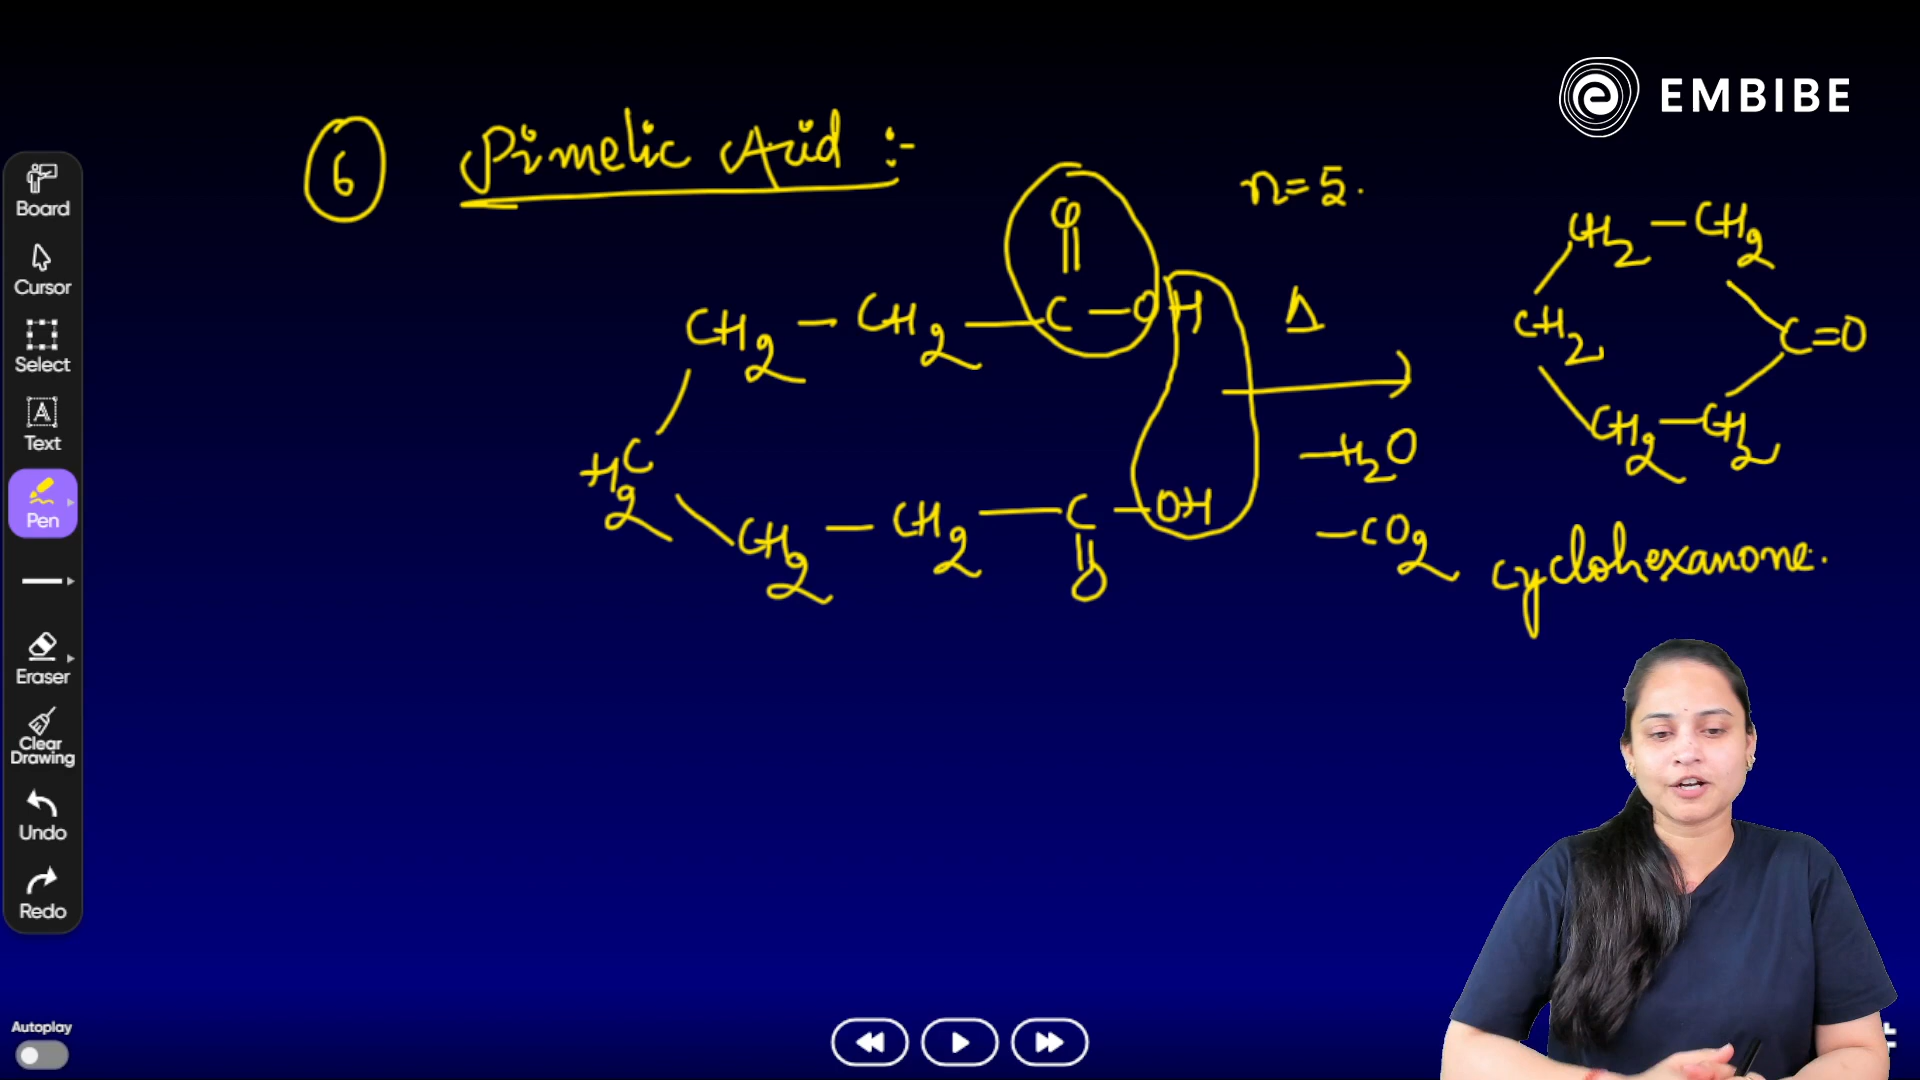 EMBIBE
6 Pimelic Acid :-
n=5.
O
CH2 - CH2 - C - OH
H2C
CH2 - CH2 - C - OH
O
Δ
-H2O
-CO2
CH2 - CH2
CH2 C=O
CH2 - CH2
cyclohexanone.
Board
Cursor
Select
Text
Pen
Eraser
Clear
Drawing
Undo
Redo
Autoplay